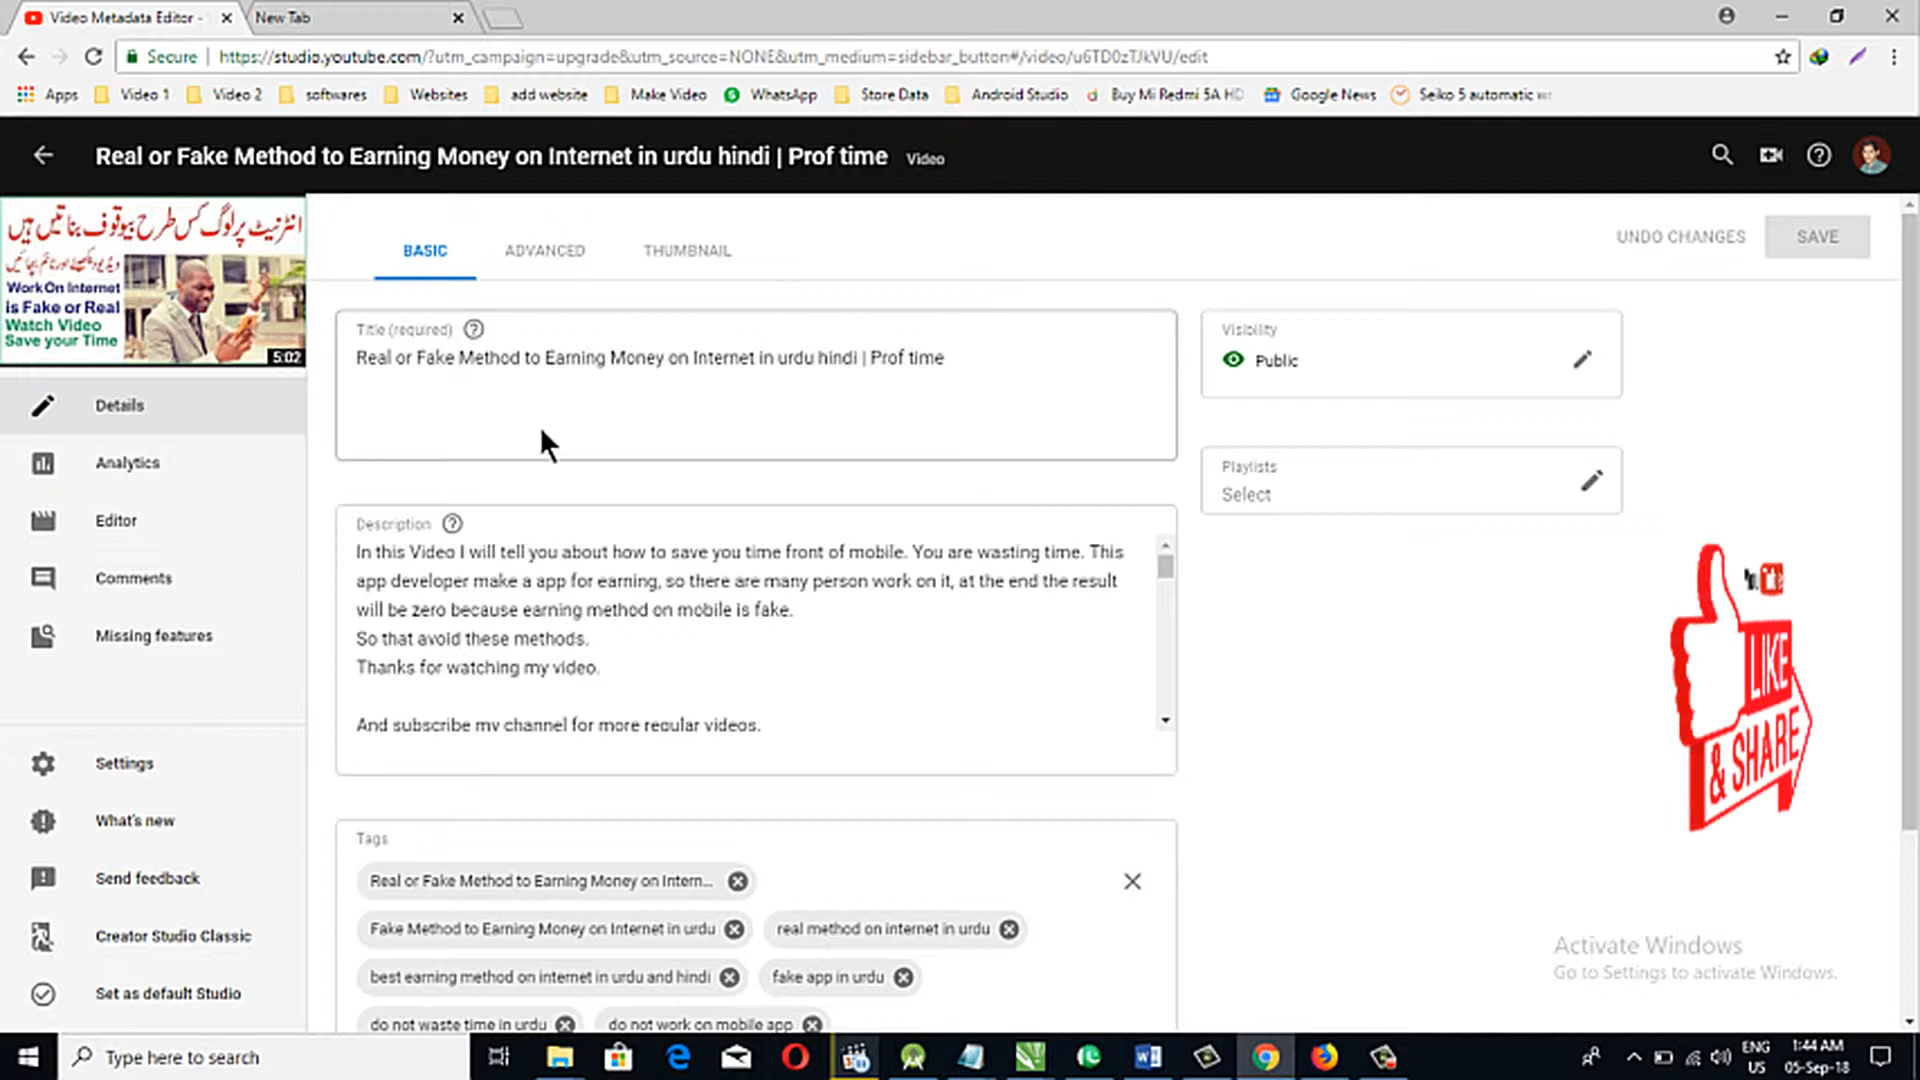 Video Metadata Editor -
New Tab
Secure
https://studio.youtube.com/?utm_campaign=upgrade&utm_source=NONE&utm_medium=sidebar_button#/video/u6TD0zTJkVU/edit
Apps Video 1 Video 2 softwares Websites add website Make Video WhatsApp Store Data Android Studio Buy Mi Redmi 5A HD Google News Seiko 5 automatic
Real or Fake Method to Earning Money on Internet in urdu hindi | Prof time Video
انٹرنیٹ پر لوگ کس طرح بیوقوف بناتیں ہیں
ویڈیو دیکھئے اور ٹائم بچائیں
Work On Internet
is Fake or Real
Watch Video
Save your Time
5:02
Details
Analytics
Editor
Comments
Missing features
Settings
What's new
Send feedback
Creator Studio Classic
Set as default Studio
BASIC ADVANCED THUMBNAIL
UNDO CHANGES SAVE
Title (required)
Real or Fake Method to Earning Money on Internet in urdu hindi | Prof time
Visibility
Public
Playlists
Select
Description
In this Video I will tell you about how to save you time front of mobile. You are wasting time. This
app developer make a app for earning, so there are many person work on it, at the end the result
will be zero because earning method on mobile is fake.
So that avoid these methods.
Thanks for watching my video.
And subscribe my channel for more regular videos.
Tags
Real or Fake Method to Earning Money on Intern...
Fake Method to Earning Money on Internet in urdu real method on internet in urdu
best earning method on internet in urdu and hindi fake app in urdu
do not waste time in urdu do not work on mobile app
LIKE
& SHARE
Activate Windows
Go to Settings to activate Windows.
Type here to search
ENG
US
1:44 AM
05-Sep-18